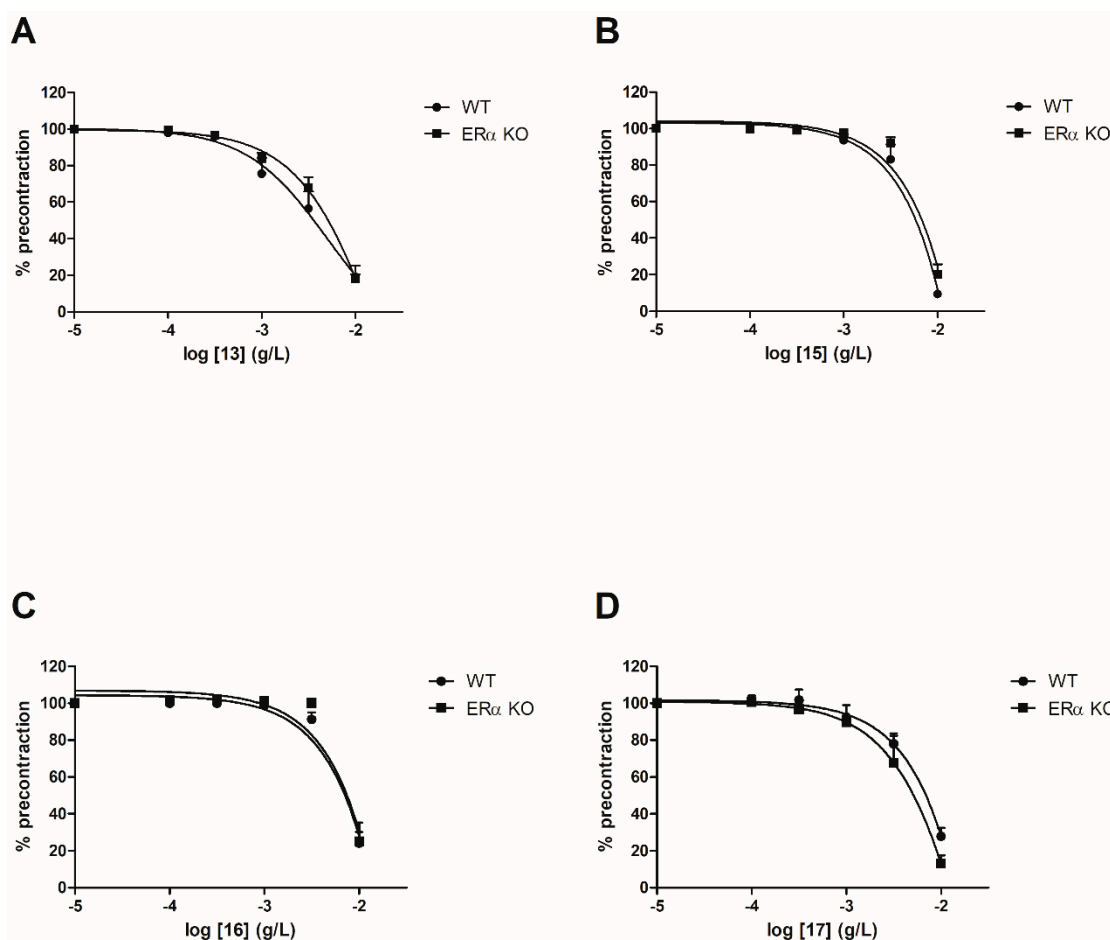 A
120
100
80
60
40
20
0
% precontraction
-5 -4 -3 -2
log [13] (g/L)
WT
ERα KO
B
120
100
80
60
40
20
0
% precontraction
-5 -4 -3 -2
log [15] (g/L)
WT
ERα KO
C
120
100
80
60
40
20
0
% precontraction
-5 -4 -3 -2
log [16] (g/L)
WT
ERα KO
D
120
100
80
60
40
20
0
% precontraction
-5 -4 -3 -2
log [17] (g/L)
WT
ERα KO